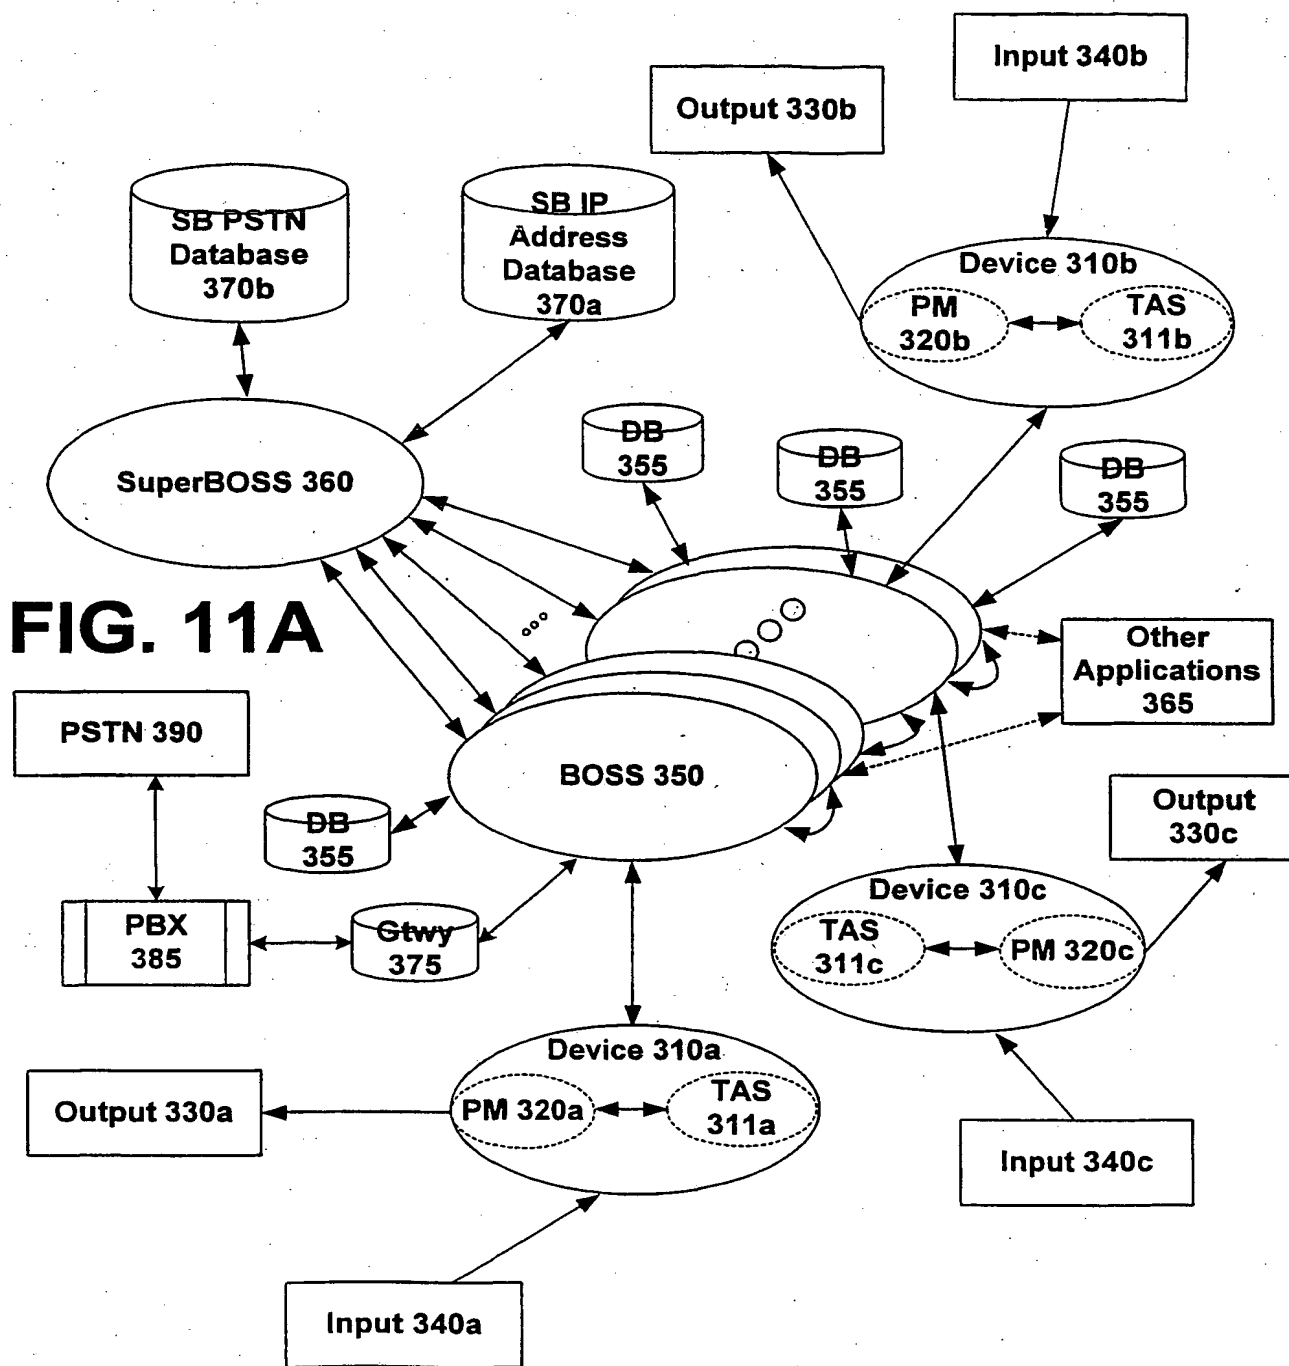 Input 340b
Output 330b
SB PSTN
Database
370b
SB IP
Address
Database
370a
Device 310b
PM
320b
TAS
311b
SuperBOSS 360
DB
355
DB
355
DB
355
FIG. 11A
Other
Applications
365
PSTN 390
BOSS 350
DB
355
Output
330c
PBX
385
Gtwy
375
Device 310c
TAS
311c
PM 320c
Device 310a
PM 320a
TAS
311a
Output 330a
Input 340c
Input 340a